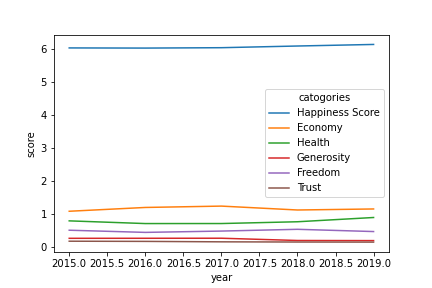 score
6
5
4
3
2
1
0
catogories
Happiness Score
Economy
Health
Generosity
Freedom
Trust
2015.0 2015.5 2016.0 2016.5 2017.0 2017.5 2018.0 2018.5 2019.0
year